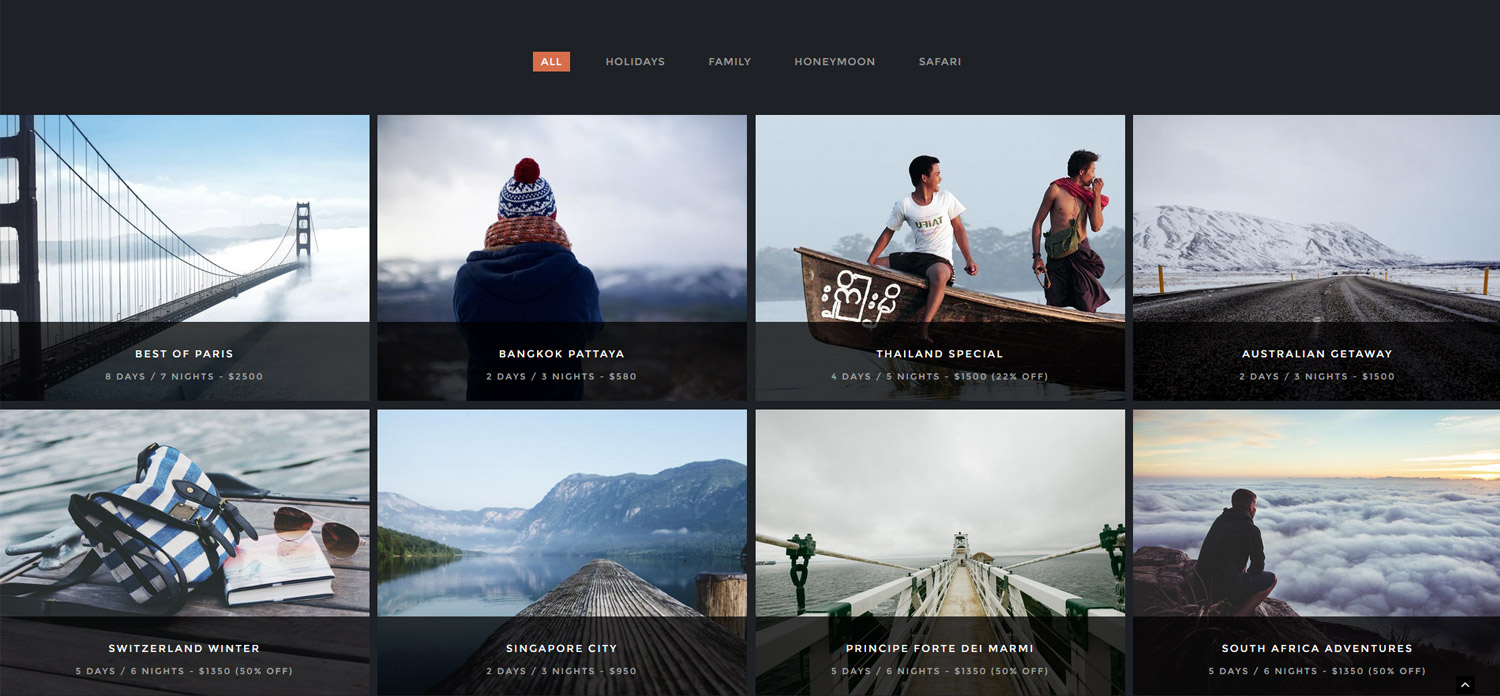 ALL HOLIDAYS FAMILY HONEYMOON SAFARI
BEST OF PARIS
8 DAYS / 7 NIGHTS - $2500
BANGKOK PATTAYA
2 DAYS / 3 NIGHTS - $580
TAIFU
THAILAND SPECIAL
4 DAYS / 5 NIGHTS - $1500 (22% OFF)
AUSTRALIAN GETAWAY
2 DAYS / 3 NIGHTS - $1500
SWITZERLAND WINTER
5 DAYS / 6 NIGHTS - $1350 (50% OFF)
SINGAPORE CITY
2 DAYS / 3 NIGHTS - $950
PRINCIPE FORTE DEI MARMI
5 DAYS / 6 NIGHTS - $1350 (50% OFF)
SOUTH AFRICA ADVENTURES
5 DAYS / 6 NIGHTS - $1350 (50% OFF)